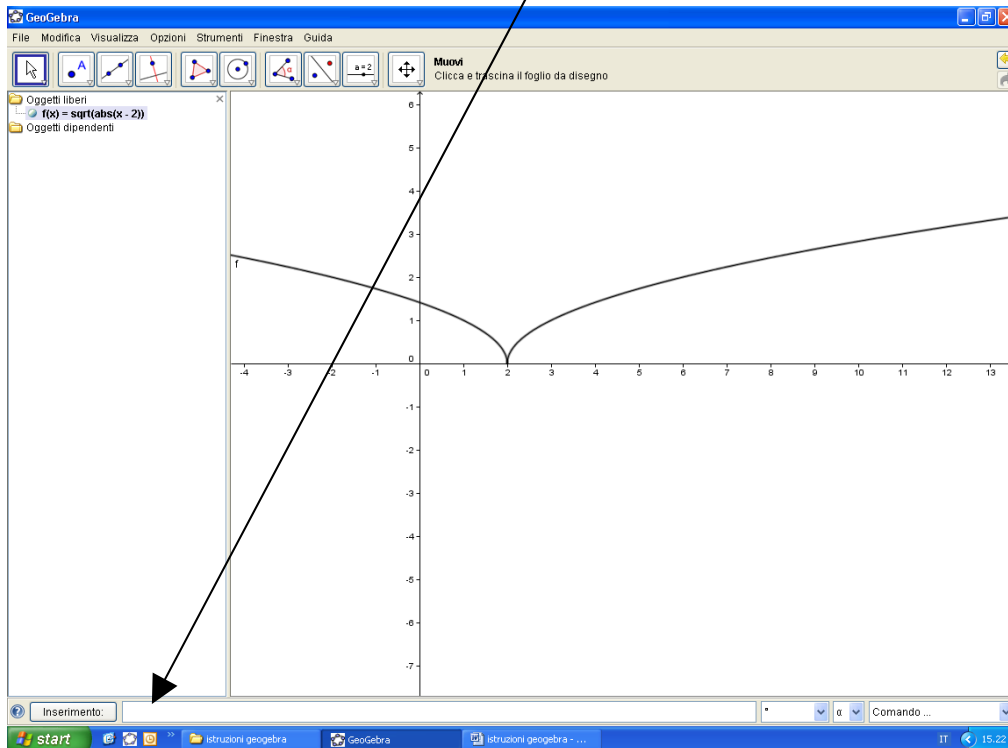 GeoGebra
File Modifica Visualizza Opzioni Strumenti Finestra Guida
A α a = 2 Muovi
Clicca e trascina il foglio da disegno
Oggetti liberi
f(x) = sqrt(abs(x - 2))
Oggetti dipendenti
6
5
4
3
f
2
1
0
-4 -3 -2 -1 0 1 2 3 4 5 6 7 8 9 10 11 12 13
-1
-2
-3
-4
-5
-6
-7
Inserimento: ° α Comando ...
start istruzioni geogebra GeoGebra istruzioni geogebra - ... IT 15.22